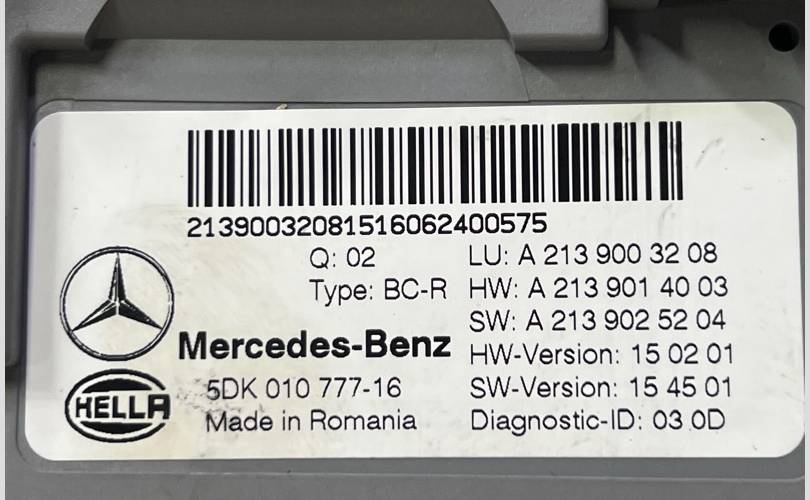 21390032081516062400575
Q: 02
LU: A 213 900 32 08
Type: BC-R
HW: A 213 901 40 03
SW: A 213 902 52 04
Mercedes-Benz
HW-Version: 15 02 01
5DK 010 777-16
SW-Version: 15 45 01
HELLA
Made in Romania
Diagnostic-ID: 03 0D